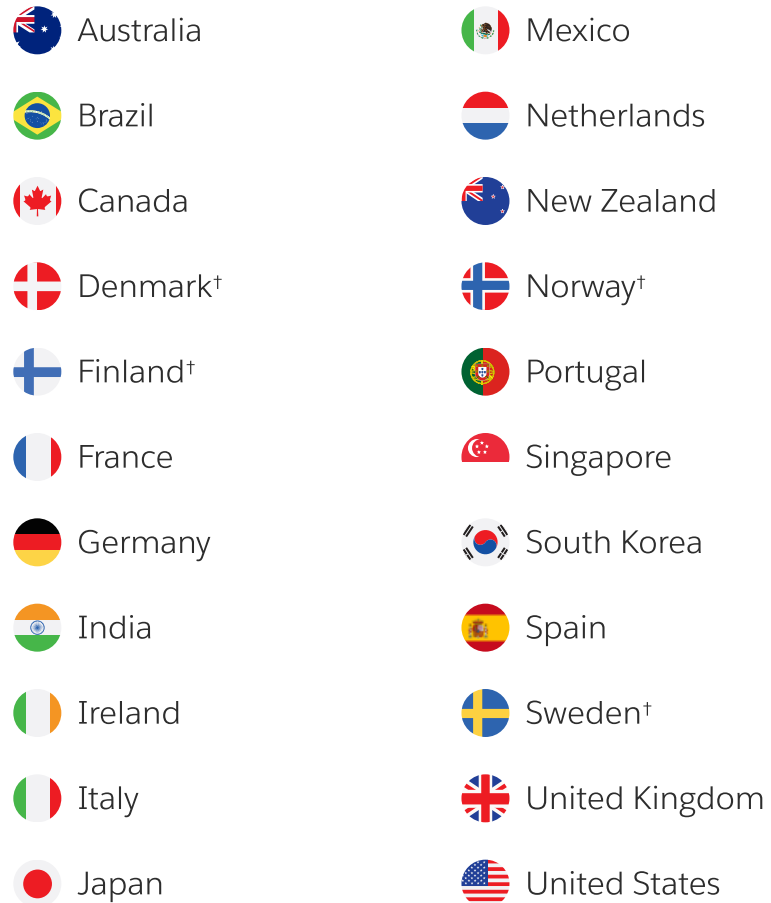 Australia
Brazil
Canada
Denmark†
Finland†
France
Germany
India
Ireland
Italy
Japan
Mexico
Netherlands
New Zealand
Norway†
Portugal
Singapore
South Korea
Spain
Sweden†
United Kingdom
United States